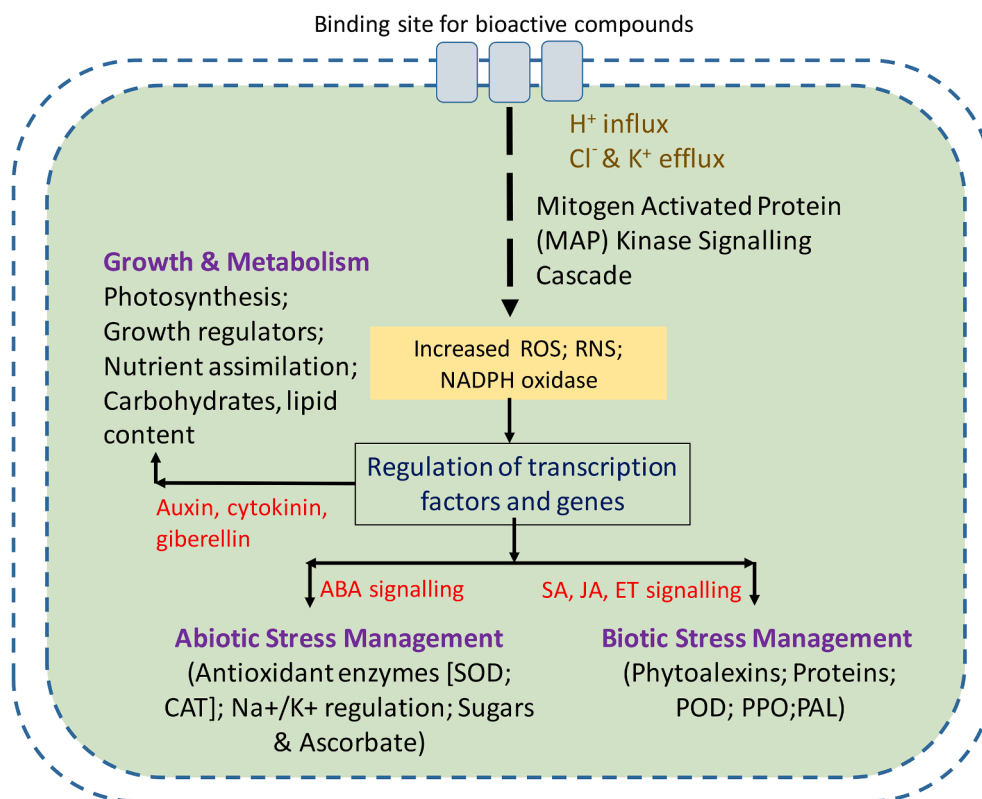 Binding site for bioactive compounds
H⁺ influx
Cl⁻ & K⁺ efflux
Mitogen Activated Protein
(MAP) Kinase Signalling
Cascade
Growth & Metabolism
Photosynthesis;
Growth regulators;
Nutrient assimilation;
Carbohydrates, lipid
content
Increased ROS; RNS;
NADPH oxidase
Regulation of transcription
factors and genes
Auxin, cytokinin,
giberellin
ABA signalling
SA, JA, ET signalling
Abiotic Stress Management
(Antioxidant enzymes [SOD;
CAT]; Na+/K+ regulation; Sugars
& Ascorbate)
Biotic Stress Management
(Phytoalexins; Proteins;
POD; PPO;PAL)